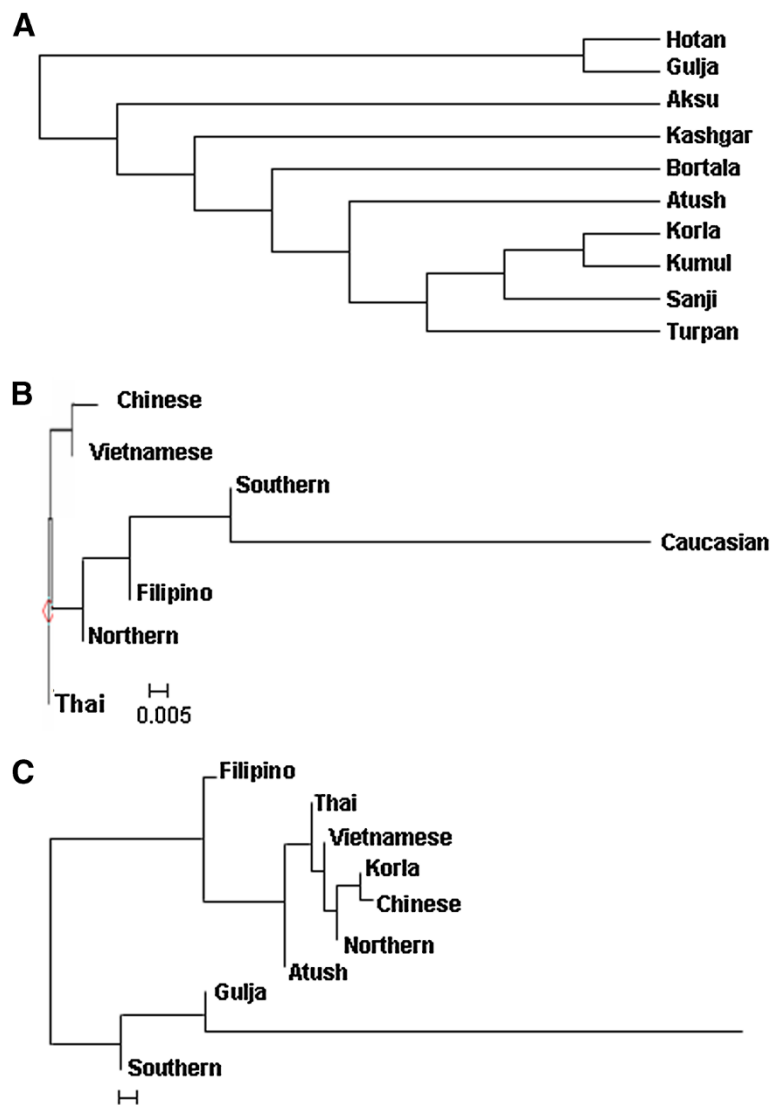 A
Hotan
Gulja
Aksu
Kashgar
Bortala
Atush
Korla
Kumul
Sanji
Turpan
B
Chinese
Vietnamese
Southern
Caucasian
Filipino
Northern
Thai
0.005
C
Filipino
Thai
Vietnamese
Korla
Chinese
Northern
Atush
Gulja
Southern